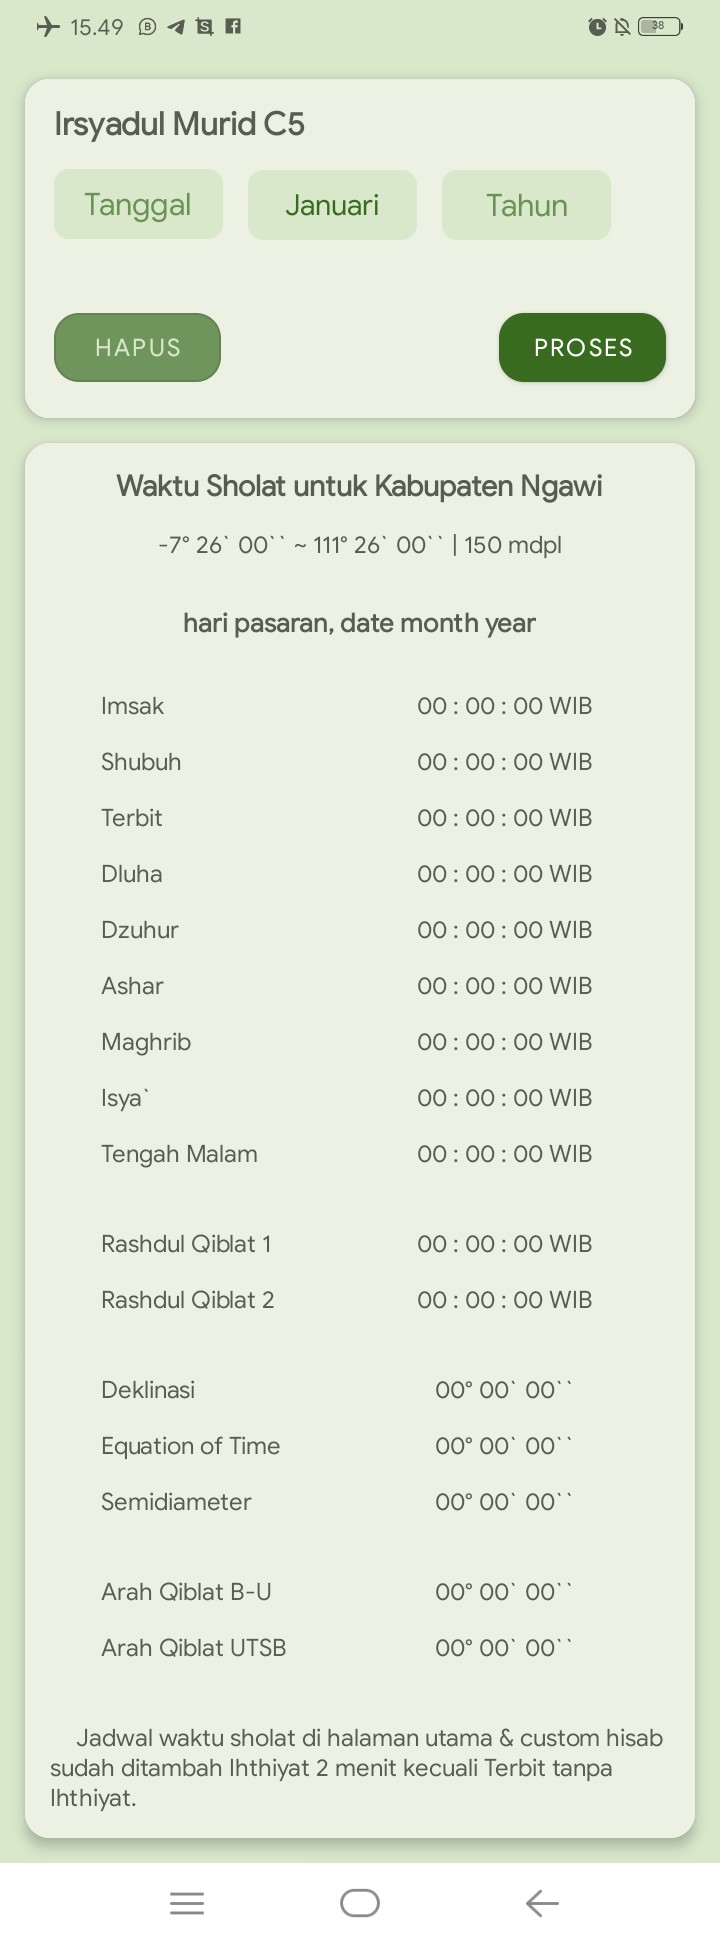 15.49
38
Irsyadul Murid C5
Tanggal Januari Tahun
HAPUS PROSES
Waktu Sholat untuk Kabupaten Ngawi
-7° 26` 00`` ~ 111° 26` 00`` | 150 mdpl
hari pasaran, date month year
Imsak 00 : 00 : 00 WIB
Shubuh 00 : 00 : 00 WIB
Terbit 00 : 00 : 00 WIB
Dluha 00 : 00 : 00 WIB
Dzuhur 00 : 00 : 00 WIB
Ashar 00 : 00 : 00 WIB
Maghrib 00 : 00 : 00 WIB
Isya` 00 : 00 : 00 WIB
Tengah Malam 00 : 00 : 00 WIB
Rashdul Qiblat 1 00 : 00 : 00 WIB
Rashdul Qiblat 2 00 : 00 : 00 WIB
Deklinasi 00° 00` 00``
Equation of Time 00° 00` 00``
Semidiameter 00° 00` 00``
Arah Qiblat B-U 00° 00` 00``
Arah Qiblat UTSB 00° 00` 00``
Jadwal waktu sholat di halaman utama & custom hisab
sudah ditambah Ihthiyat 2 menit kecuali Terbit tanpa
Ihthiyat.